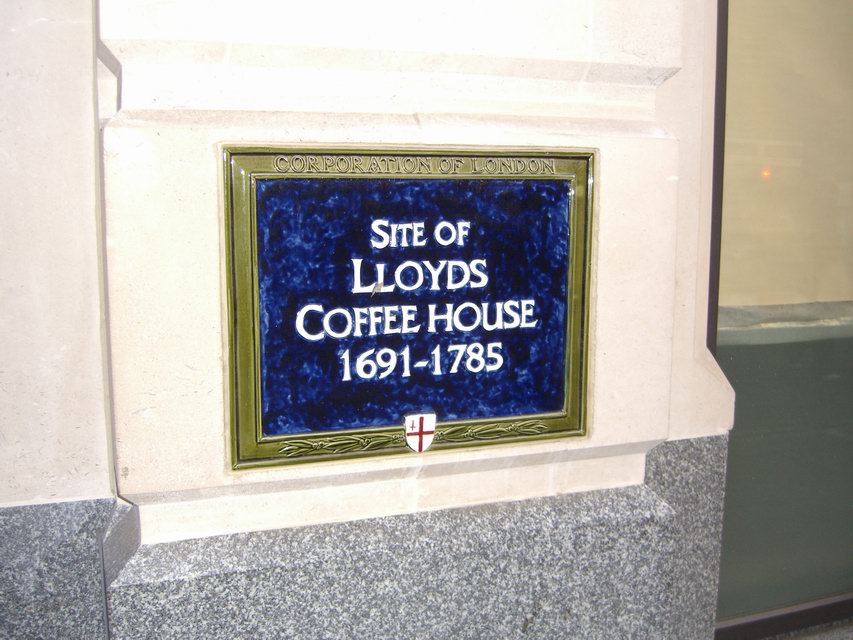 CORPORATION OF LONDON
SITE OF
LLOYDS
COFFEE HOUSE
1691-1785